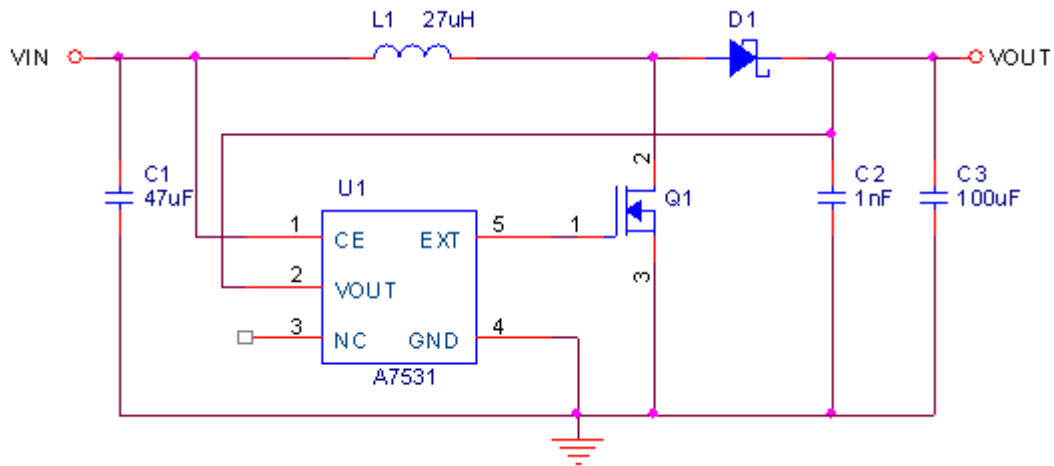 L1 27uH
D1
VIN
VOUT
C1
47uF
U1
2
Q1
C2
1nF
C3
100uF
1
CE
EXT
5
1
2
VOUT
3
3
NC
GND
4
A7531